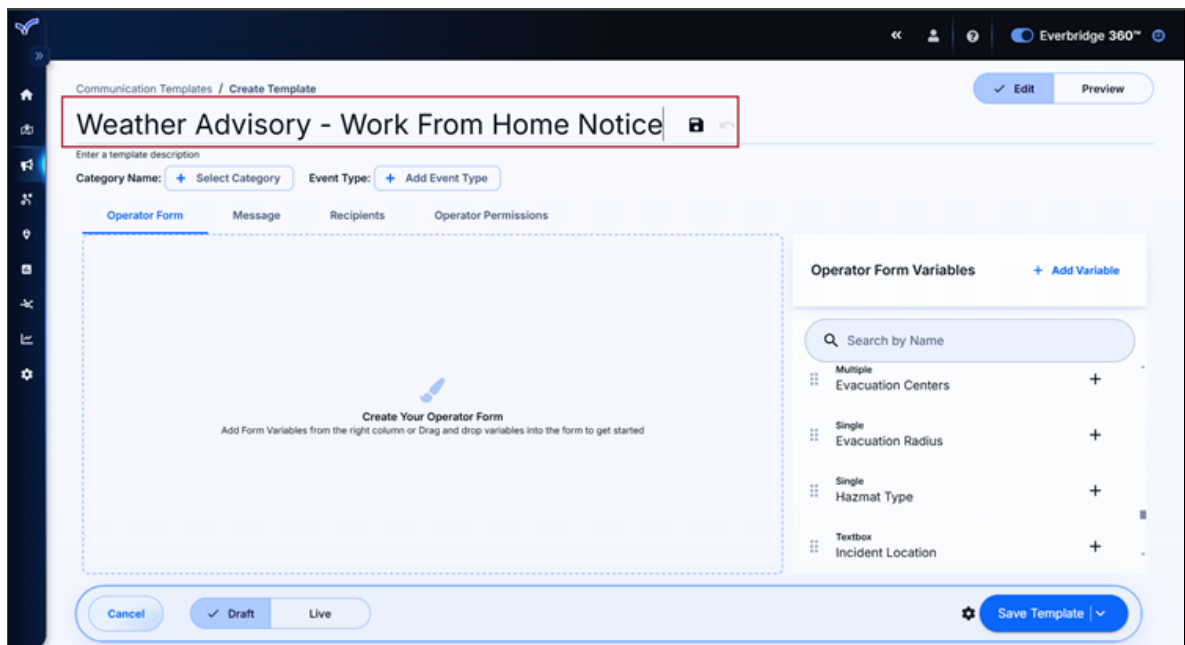 Everbridge 360™
Communication Templates / Create Template
Edit
Preview
Weather Advisory - Work From Home Notice
Enter a template description
Category Name: + Select Category Event Type: + Add Event Type
Operator Form Message Recipients Operator Permissions
Operator Form Variables
+ Add Variable
Search by Name
Multiple
Evacuation Centers
Single
Evacuation Radius
Single
Hazmat Type
Textbox
Incident Location
Create Your Operator Form
Add Form Variables from the right column or Drag and drop variables into the form to get started
Cancel
Draft
Live
Save Template